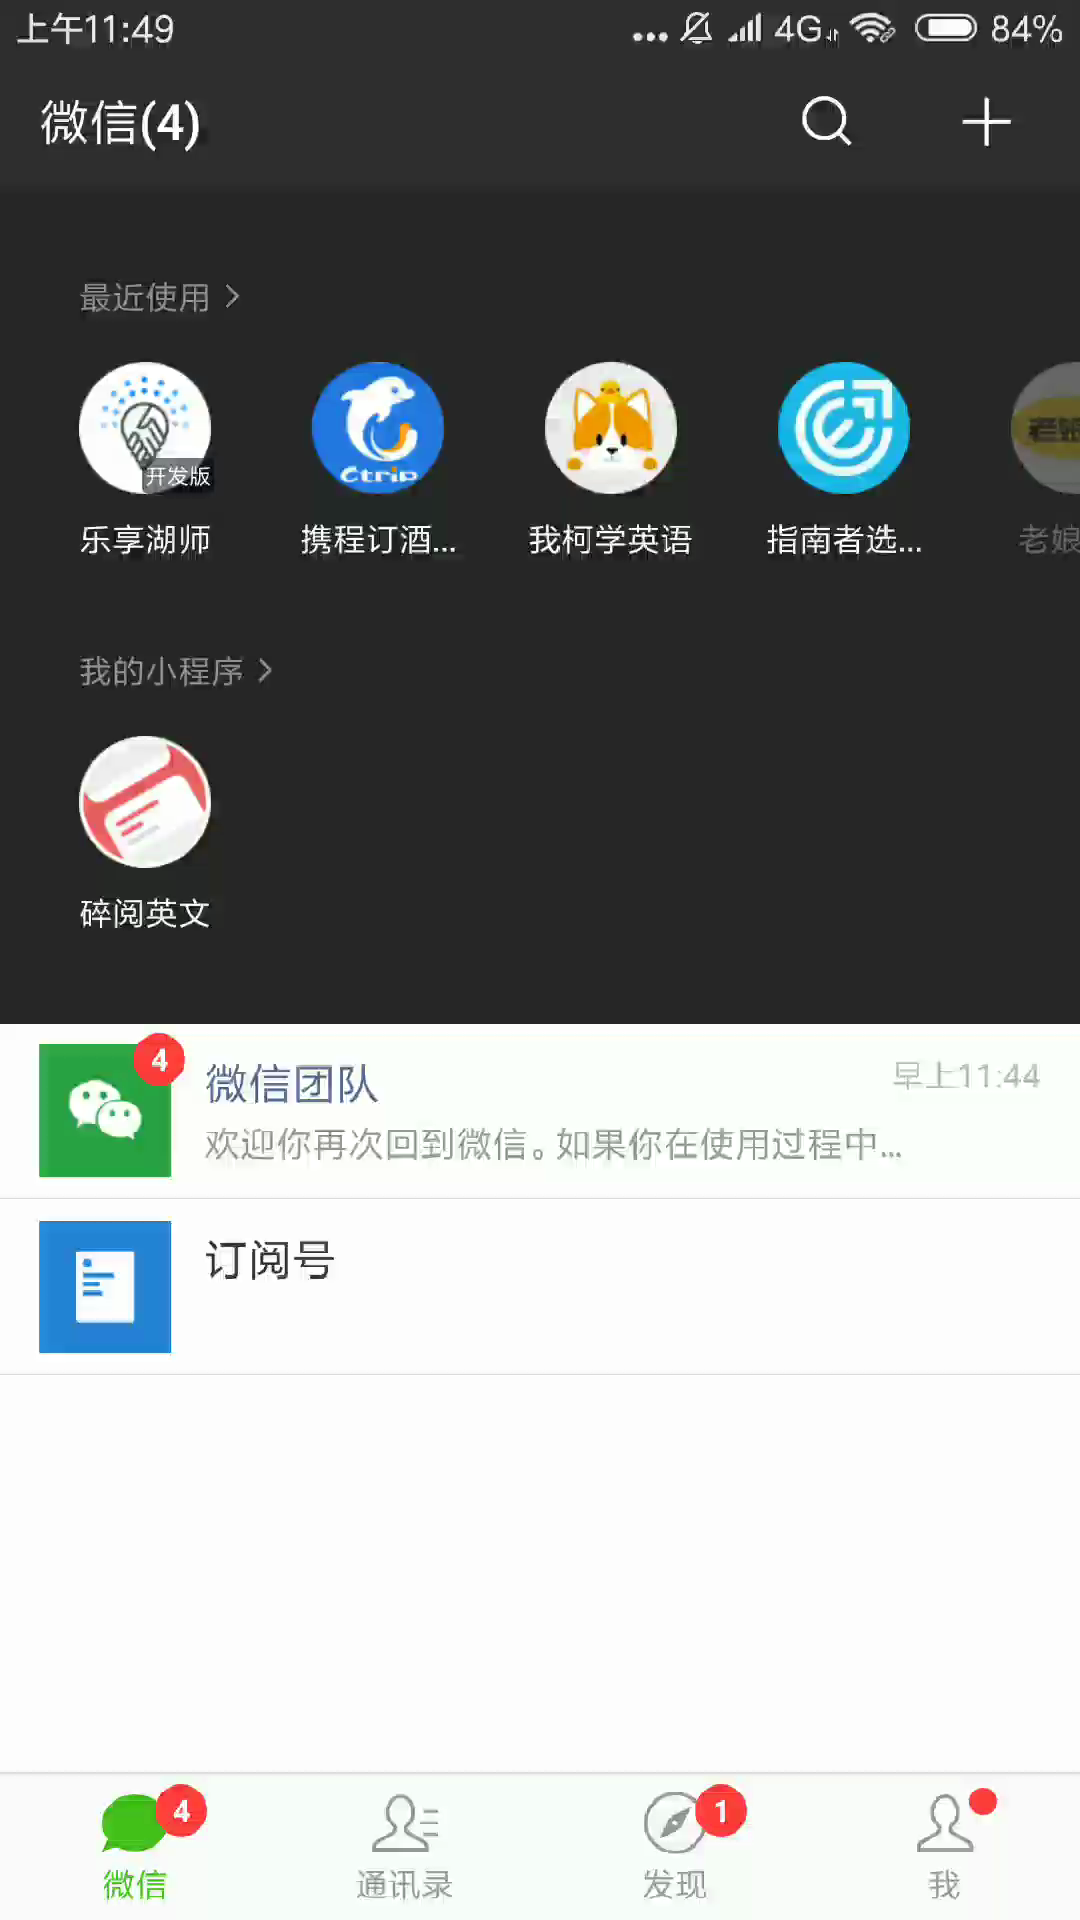 上午11:49
4G
84%
微信(4)
最近使用
开发版
Ctrip
乐享湖师
携程订酒...
我柯学英语
指南者选...
老娘
我的小程序
碎阅英文
4
微信团队
早上11:44
欢迎你再次回到微信。如果你在使用过程中...
订阅号
4
1
微信
通讯录
发现
我